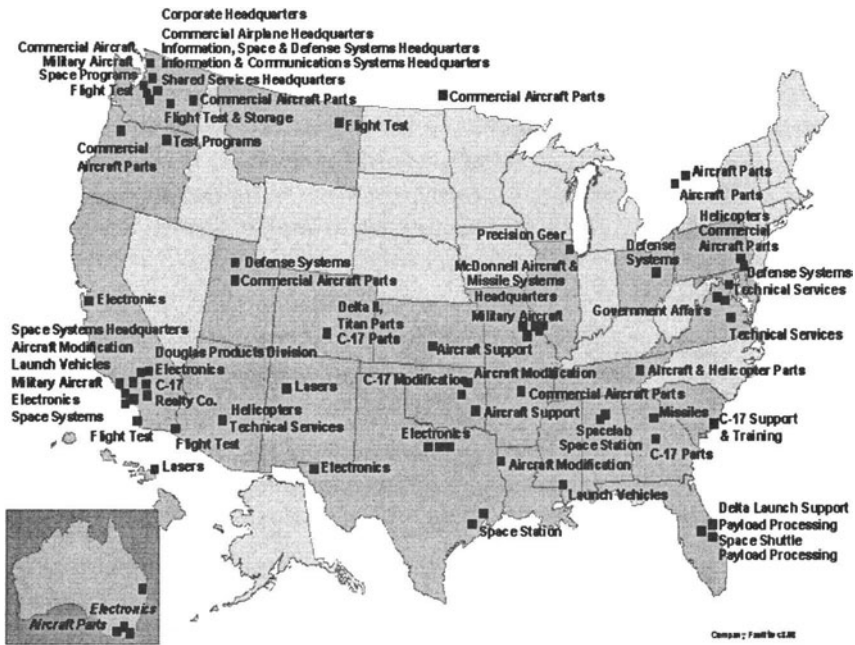 Corporate Headquarters
Commercial Airplane Headquarters
Information, Space & Defense Systems Headquarters
Information & Communications Systems Headquarters
Shared Services Headquarters
Commercial Aircraft
Military Aircraft
Space Programs
Flight Test
Commercial Aircraft Parts
Flight Test & Storage
Test Programs
Commercial
Aircraft Parts
Flight Test
Commercial Aircraft Parts
Aircraft Parts
Aircraft Parts
Helicopters
Commercial
Aircraft Parts
Precision Gear
Defense
Systems
Defense Systems
Technical Services
Defense Systems
Commercial Aircraft Parts
McDonnell Aircraft &
Missile Systems
Headquarters
Military Aircraft
Government Affairs
Technical Services
Electronics
Delta II,
Titan Parts
C-17 Parts
Aircraft Support
Space Systems Headquarters
Aircraft Modification
Launch Vehicles
Military Aircraft
Electronics
Space Systems
Douglas Products Division
Electronics
C-17
Realty Co.
Flight Test
Flight Test
Lasers
Helicopters
Technical Services
C-17 Modification
Aircraft Modification
Commercial Aircraft Parts
Aircraft & Helicopter Parts
Aircraft Support
Electronics
Spacelab
Space Station
Missiles
C-17 Support
& Training
C-17 Parts
Lasers
Electronics
Aircraft Modification
Launch Vehicles
Space Station
Delta Launch Support
Payload Processing
Space Shuttle
Payload Processing
Electronics
Aircraft Parts
Company